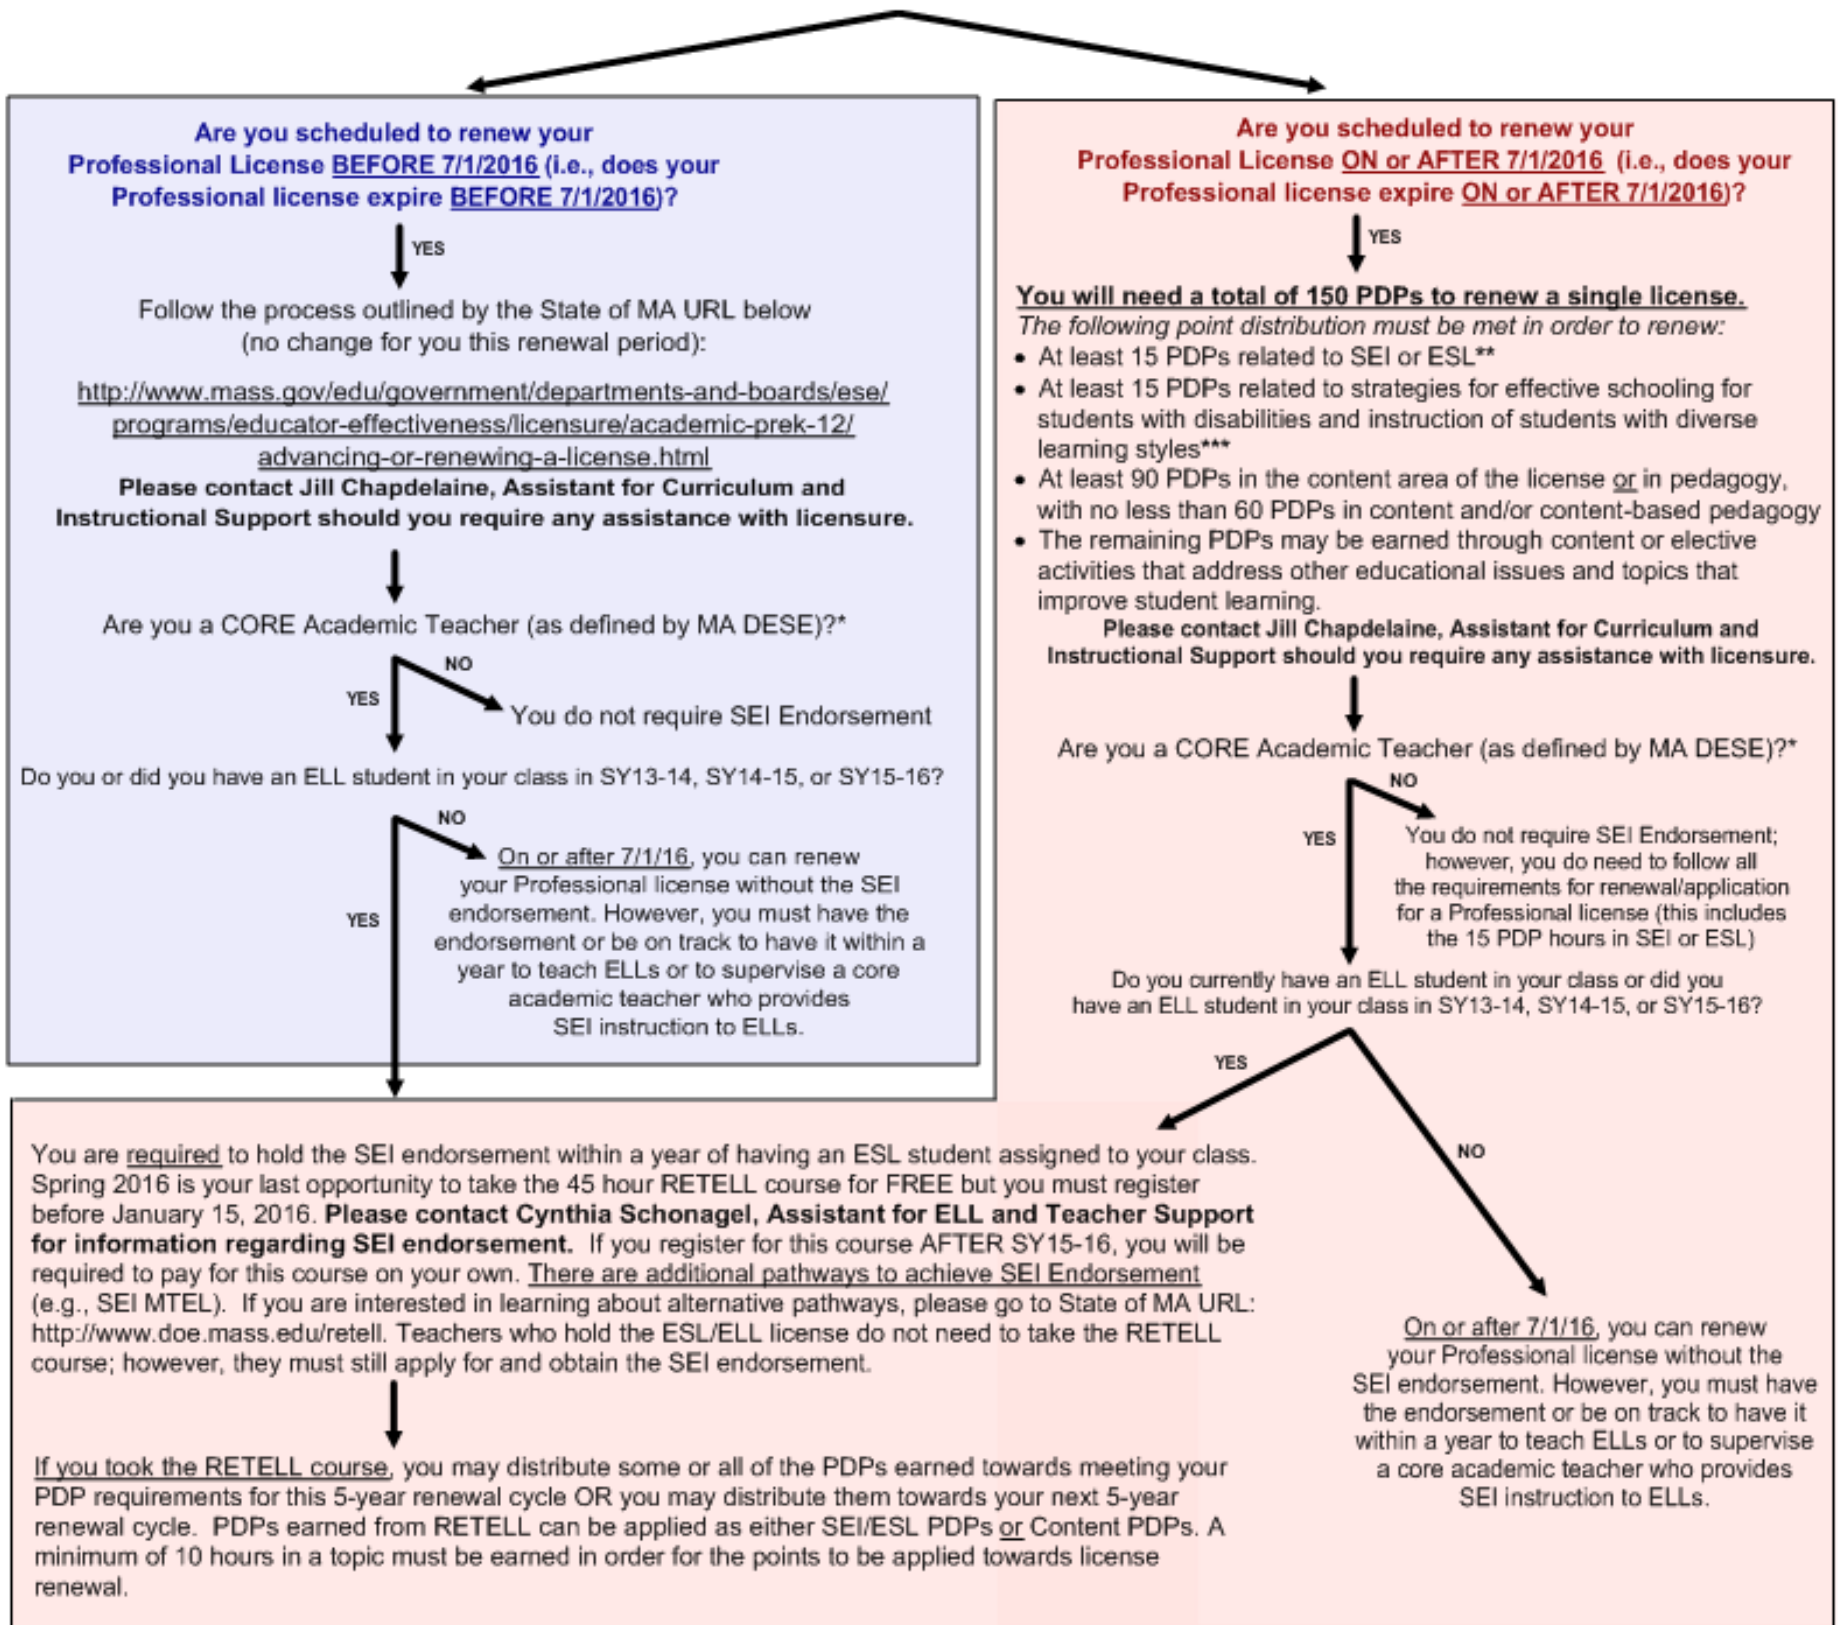 Are you scheduled to renew your
Professional License BEFORE 7/1/2016 (i.e., does your
Professional license expire BEFORE 7/1/2016)?
YES
Follow the process outlined by the State of MA URL below
(no change for you this renewal period):
http://www.mass.gov/edu/government/departments-and-boards/ese/
programs/educator-effectiveness/licensure/academic-prek-12/
advancing-or-renewing-a-license.html
Please contact Jill Chapdelaine, Assistant for Curriculum and
Instructional Support should you require any assistance with licensure.
Are you a CORE Academic Teacher (as defined by MA DESE)?*
NO
YES
You do not require SEI Endorsement
Do you or did you have an ELL student in your class in SY13-14, SY14-15, or SY15-16?
NO
On or after 7/1/16, you can renew
your Professional license without the SEI
endorsement. However, you must have the
endorsement or be on track to have it within a
year to teach ELLs or to supervise a core
academic teacher who provides
SEI instruction to ELLs.
YES
Are you scheduled to renew your
Professional License ON or AFTER 7/1/2016 (i.e., does your
Professional license expire ON or AFTER 7/1/2016)?
YES
You will need a total of 150 PDPs to renew a single license.
The following point distribution must be met in order to renew:
• At least 15 PDPs related to SEI or ESL**
• At least 15 PDPs related to strategies for effective schooling for
students with disabilities and instruction of students with diverse
learning styles***
• At least 90 PDPs in the content area of the license or in pedagogy,
with no less than 60 PDPs in content and/or content-based pedagogy
• The remaining PDPs may be earned through content or elective
activities that address other educational issues and topics that
improve student learning.
Please contact Jill Chapdelaine, Assistant for Curriculum and
Instructional Support should you require any assistance with licensure.
Are you a CORE Academic Teacher (as defined by MA DESE)?*
NO
YES
You do not require SEI Endorsement;
however, you do need to follow all
the requirements for renewal/application
for a Professional license (this includes
the 15 PDP hours in SEI or ESL)
Do you currently have an ELL student in your class or did you
have an ELL student in your class in SY13-14, SY14-15, or SY15-16?
YES
NO
You are required to hold the SEI endorsement within a year of having an ESL student assigned to your class.
Spring 2016 is your last opportunity to take the 45 hour RETELL course for FREE but you must register
before January 15, 2016. Please contact Cynthia Schonagel, Assistant for ELL and Teacher Support
for information regarding SEI endorsement. If you register for this course AFTER SY15-16, you will be
required to pay for this course on your own. There are additional pathways to achieve SEI Endorsement
(e.g., SEI MTEL). If you are interested in learning about alternative pathways, please go to State of MA URL:
http://www.doe.mass.edu/retell. Teachers who hold the ESL/ELL license do not need to take the RETELL
course; however, they must still apply for and obtain the SEI endorsement.
If you took the RETELL course, you may distribute some or all of the PDPs earned towards meeting your
PDP requirements for this 5-year renewal cycle OR you may distribute them towards your next 5-year
renewal cycle. PDPs earned from RETELL can be applied as either SEI/ESL PDPs or Content PDPs. A
minimum of 10 hours in a topic must be earned in order for the points to be applied towards license
renewal.
On or after 7/1/16, you can renew
your Professional license without the
SEI endorsement. However, you must have
the endorsement or be on track to have it
within a year to teach ELLs or to supervise
a core academic teacher who provides
SEI instruction to ELLs.